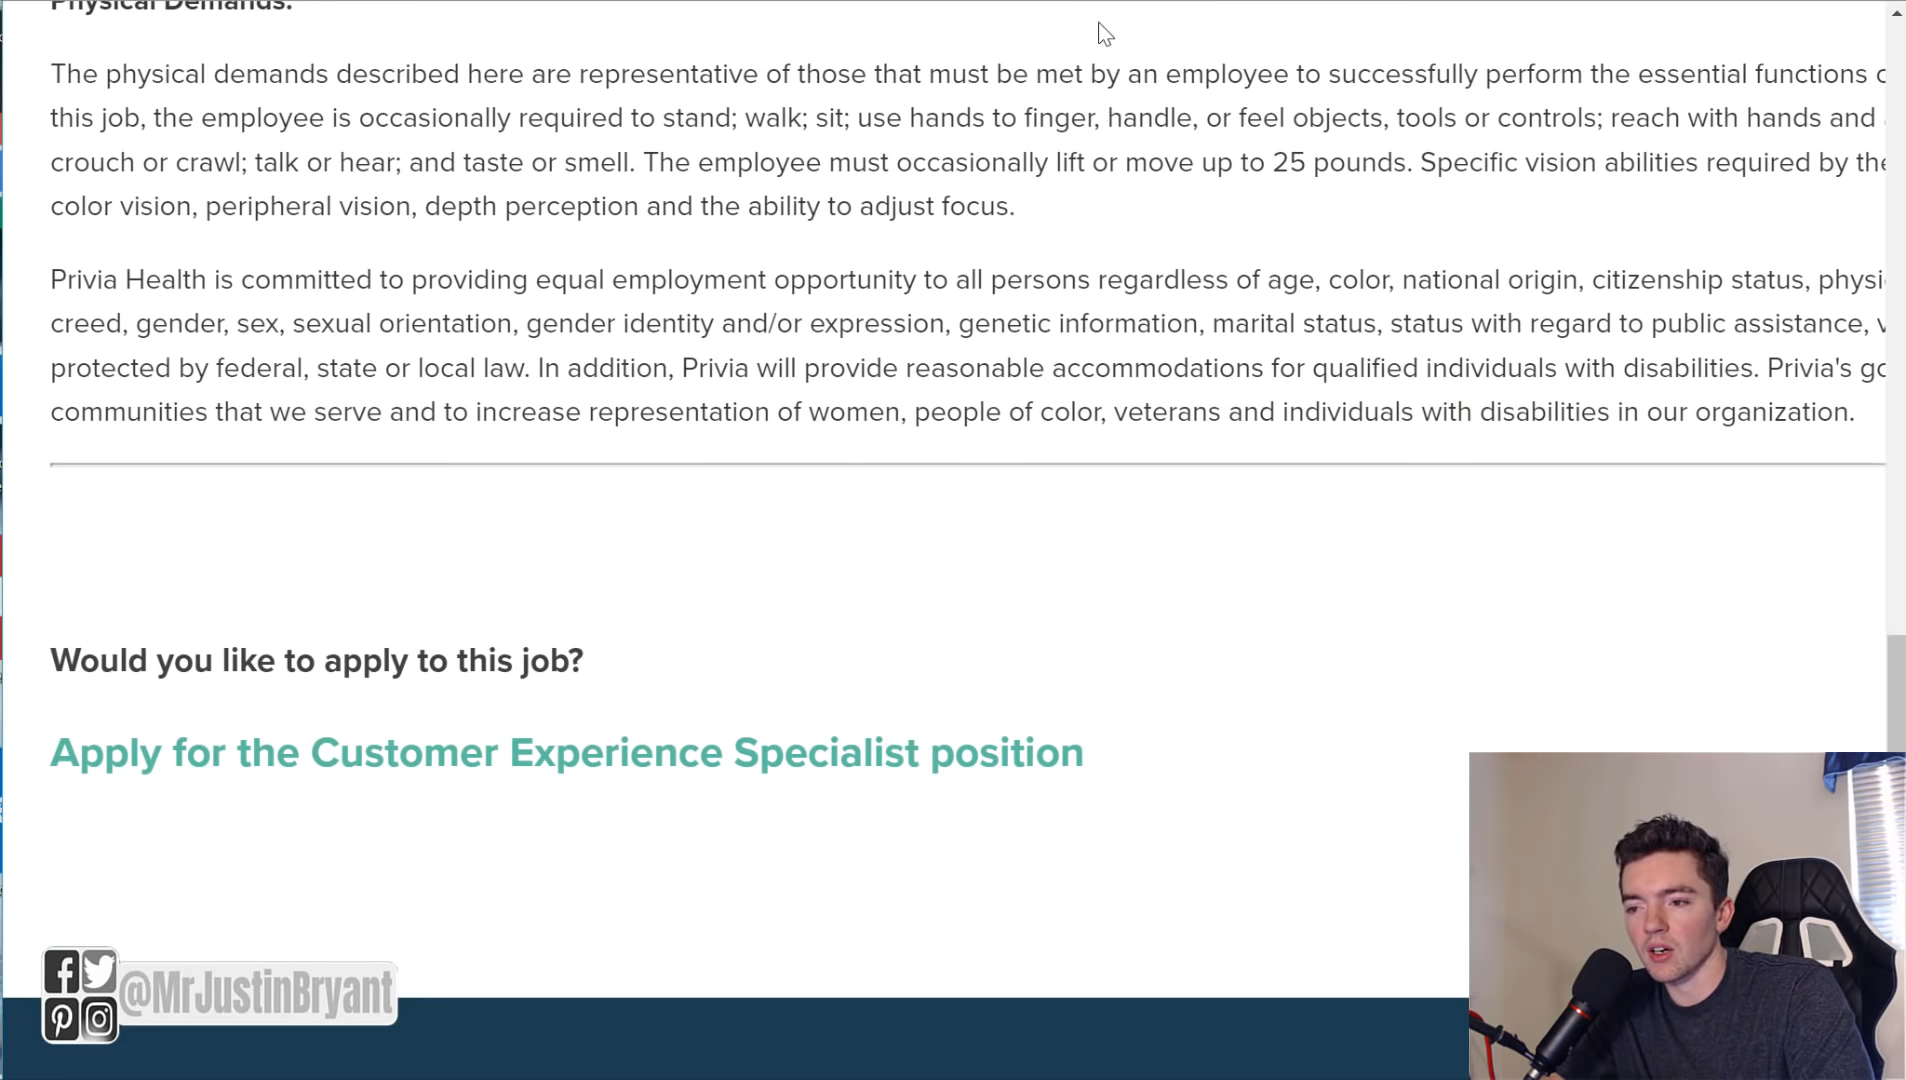 Physical Demands:
The physical demands described here are representative of those that must be met by an employee to successfully perform the essential functions
this job, the employee is occasionally required to stand; walk; sit; use hands to finger, handle, or feel objects, tools or controls; reach with hands and
crouch or crawl; talk or hear; and taste or smell. The employee must occasionally lift or move up to 25 pounds. Specific vision abilities required by
color vision, peripheral vision, depth perception and the ability to adjust focus.
Privia Health is committed to providing equal employment opportunity to all persons regardless of age, color, national origin, citizenship status,
creed, gender, sex, sexual orientation, gender identity and/or expression, genetic information, marital status, status with regard to public assistance,
protected by federal, state or local law. In addition, Privia will provide reasonable accommodations for qualified individuals with disabilities. Privia's
communities that we serve and to increase representation of women, people of color, veterans and individuals with disabilities in our organization.
Would you like to apply to this job?
Apply for the Customer Experience Specialist position
@MrJustinBryant